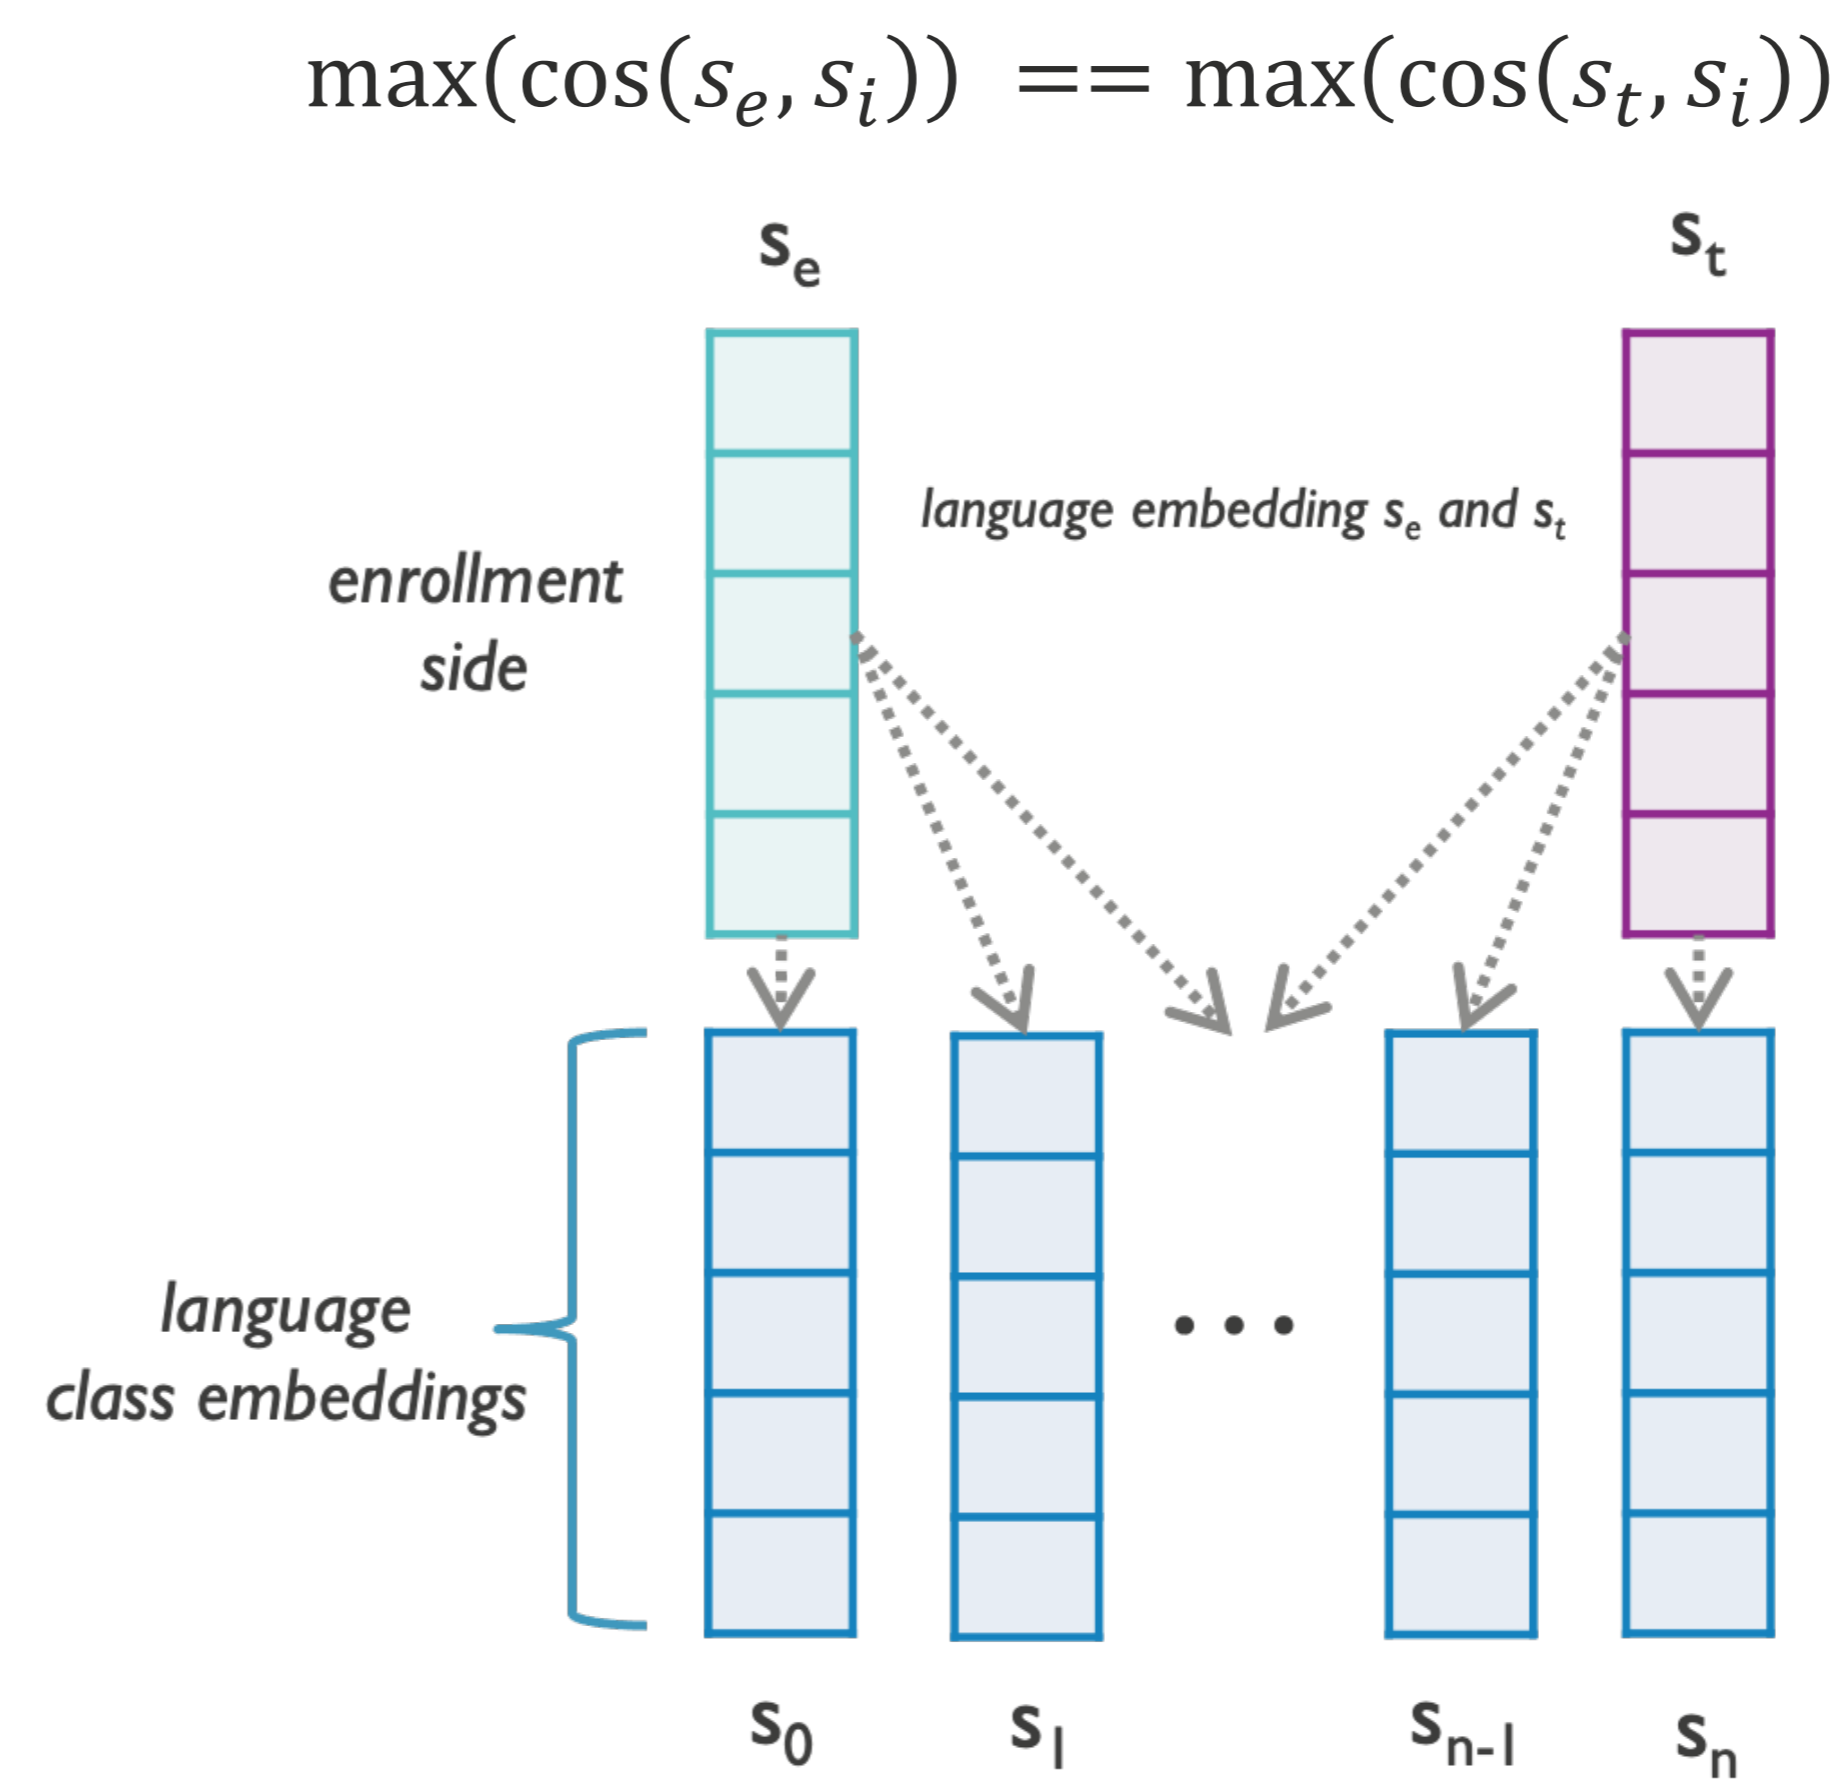 max(cos(sₑ, sᵢ)) == max(cos(sₜ, sᵢ))
sₑ
sₜ
language embedding sₑ and sₜ
enrollment
side
language
class embeddings
• • •
s₀
s₁
sₙ₋₁
sₙ